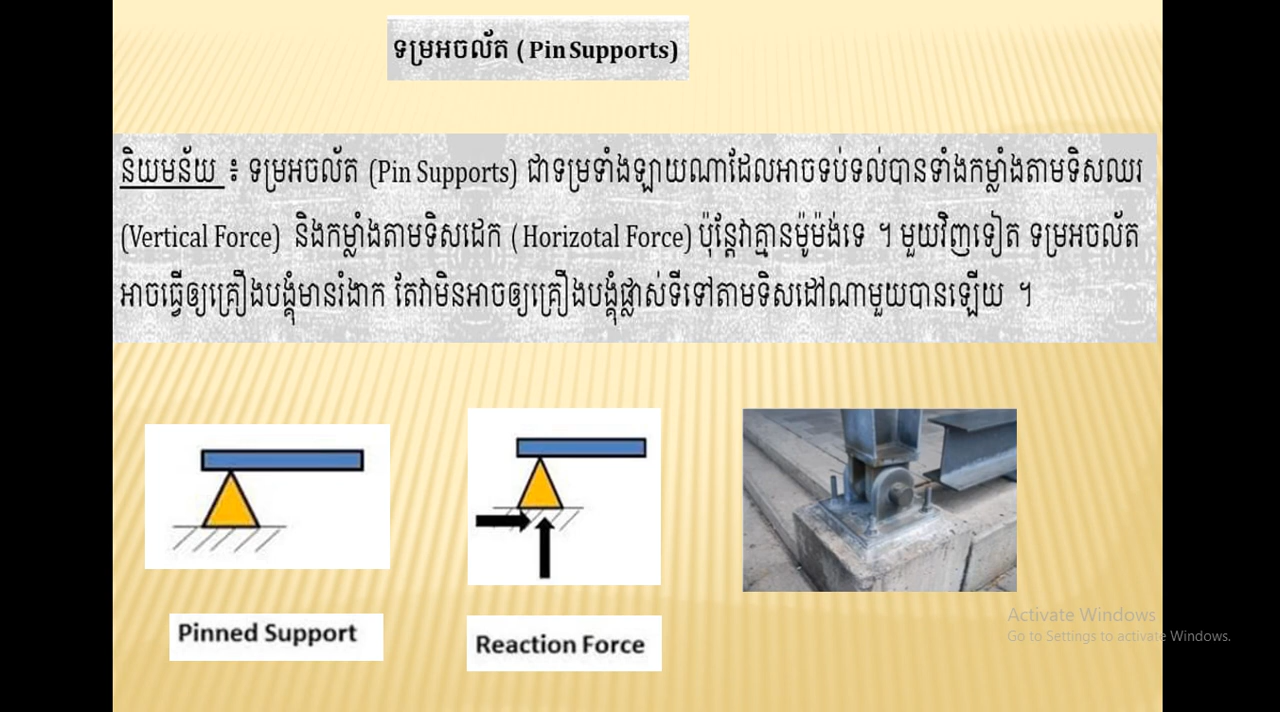 ទម្រអចល័ត ( Pin Supports)
និយមន័យ ៖ ទម្រអចល័ត (Pin Supports) ជាទម្រទាំងឡាយណាដែលអាចទប់ទល់បានទាំងកម្លាំងតាមទិសឈរ
(Vertical Force) និងកម្លាំងតាមទិសដេក ( Horizotal Force) ប៉ុន្តែវាគ្មានម៉ូម៉ង់ទេ ។ មួយវិញទៀត ទម្រអចល័ត
អាចធ្វើឲ្យគ្រឿងបង្គុំមានរំងាក តែវាមិនអាចឲ្យគ្រឿងបង្គុំផ្លាស់ទីទៅតាមទិសដៅណាមួយបានឡើយ ។
Pinned Support
Reaction Force
Activate Windows
Go to Settings to activate Windows.